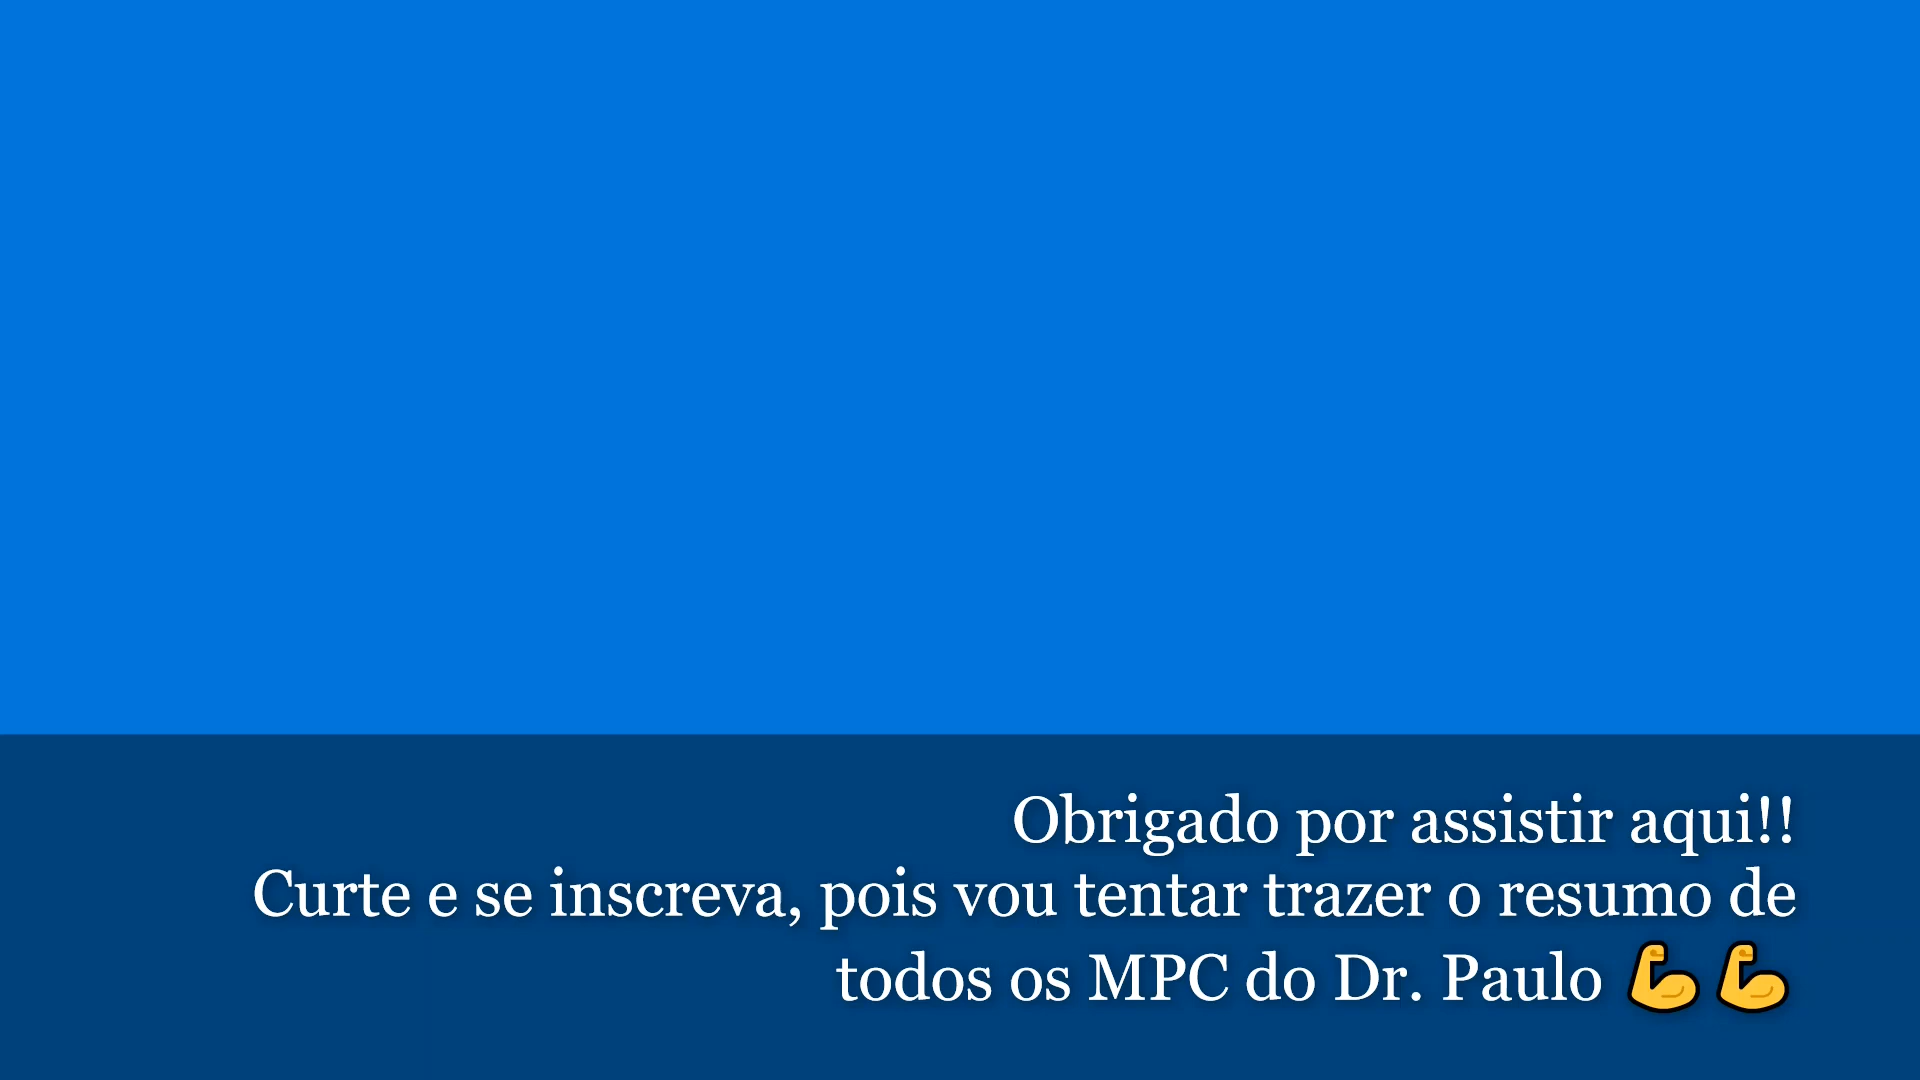 Obrigado por assistir aqui!!
Curte e se inscreva, pois vou tentar trazer o resumo de
todos os MPC do Dr. Paulo 💪💪